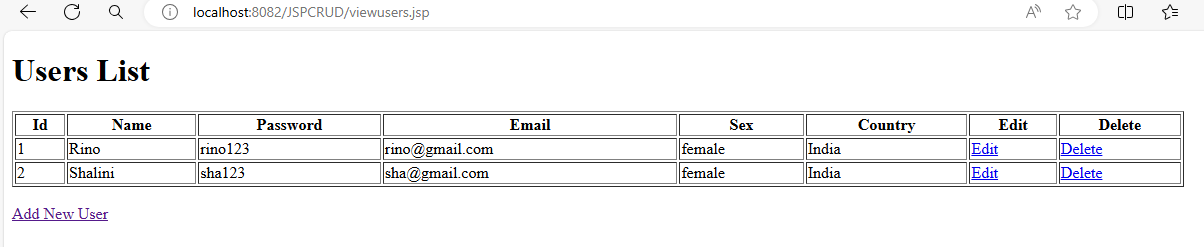 localhost:8082/JSPCRUD/viewusers.jsp
Users List
Id Name Password Email Sex Country Edit Delete
1 Rino rino123 rino@gmail.com female India Edit Delete
2 Shalini sha123 sha@gmail.com female India Edit Delete
Add New User